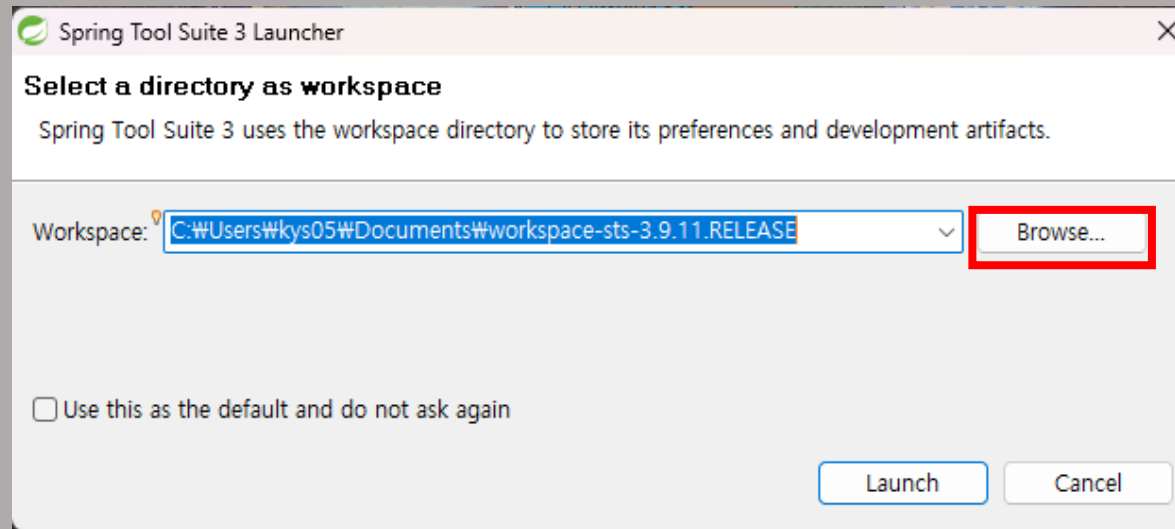 Spring Tool Suite 3 Launcher
Select a directory as workspace
Spring Tool Suite 3 uses the workspace directory to store its preferences and development artifacts.
Workspace: C:₩Users₩kys05₩Documents₩workspace-sts-3.9.11.RELEASE Browse...
Use this as the default and do not ask again
Launch Cancel